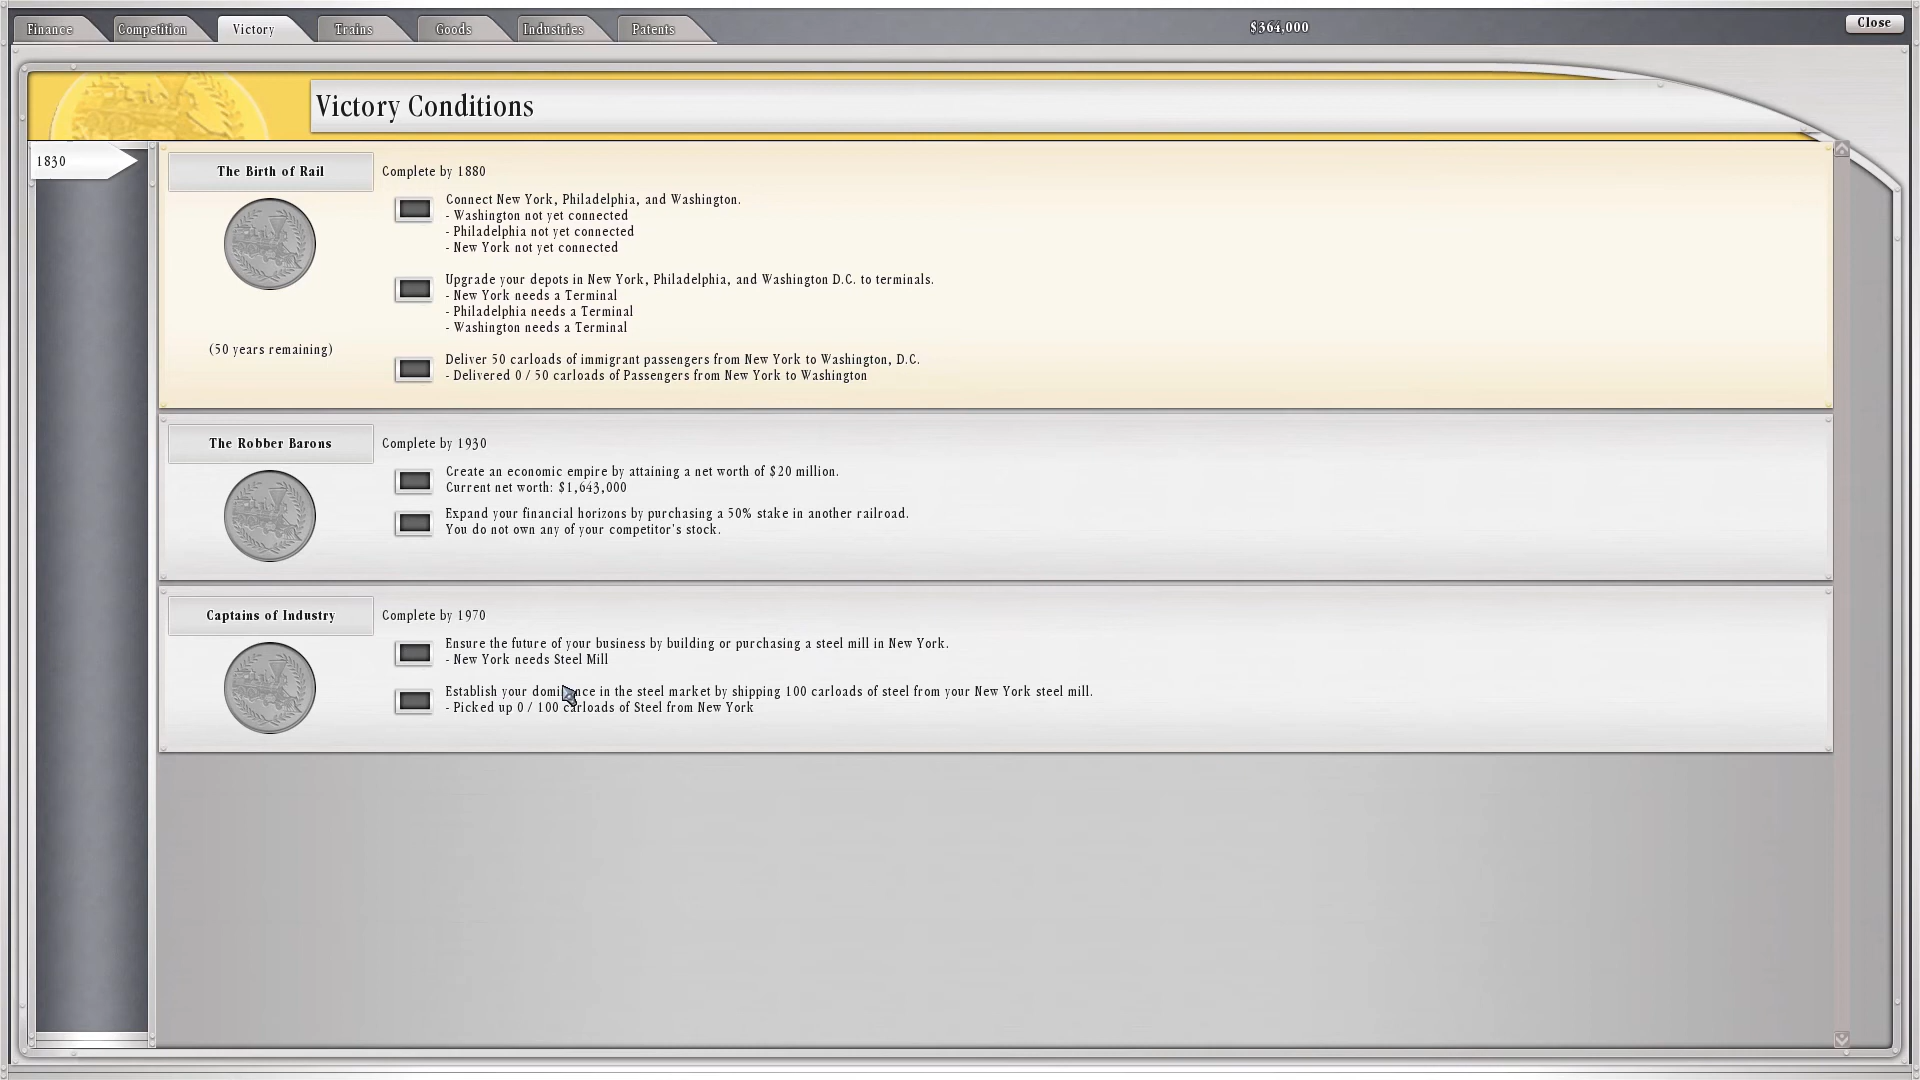 Finance
Competition
Victory
Trains
Goods
Industries
Patents
$364,000
Close
Victory Conditions
1830
The Birth of Rail
Complete by 1880
Connect New York, Philadelphia, and Washington.
- Washington not yet connected
- Philadelphia not yet connected
- New York not yet connected
Upgrade your depots in New York, Philadelphia, and Washington D.C. to terminals.
- New York needs a Terminal
- Philadelphia needs a Terminal
- Washington needs a Terminal
(50 years remaining)
Deliver 50 carloads of immigrant passengers from New York to Washington, D.C.
- Delivered 0 / 50 carloads of Passengers from New York to Washington
The Robber Barons
Complete by 1930
Create an economic empire by attaining a net worth of $20 million.
Current net worth: $1,643,000
Expand your financial horizons by purchasing a 50% stake in another railroad.
You do not own any of your competitor's stock.
Captains of Industry
Complete by 1970
Ensure the future of your business by building or purchasing a steel mill in New York.
- New York needs Steel Mill
Establish your dominance in the steel market by shipping 100 carloads of steel from your New York steel mill.
- Picked up 0 / 100 carloads of Steel from New York